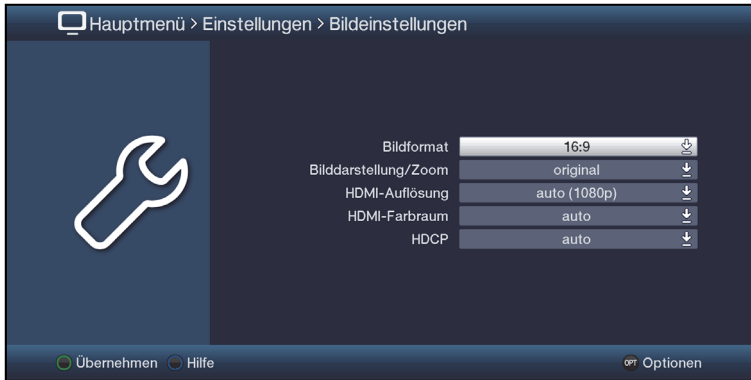 Hauptmenü > Einstellungen > Bildeinstellungen
Bildformat 16:9
Bilddarstellung/Zoom original
HDMI-Auflösung auto (1080p)
HDMI-Farbraum auto
HDCP auto
Übernehmen Hilfe OPT Optionen